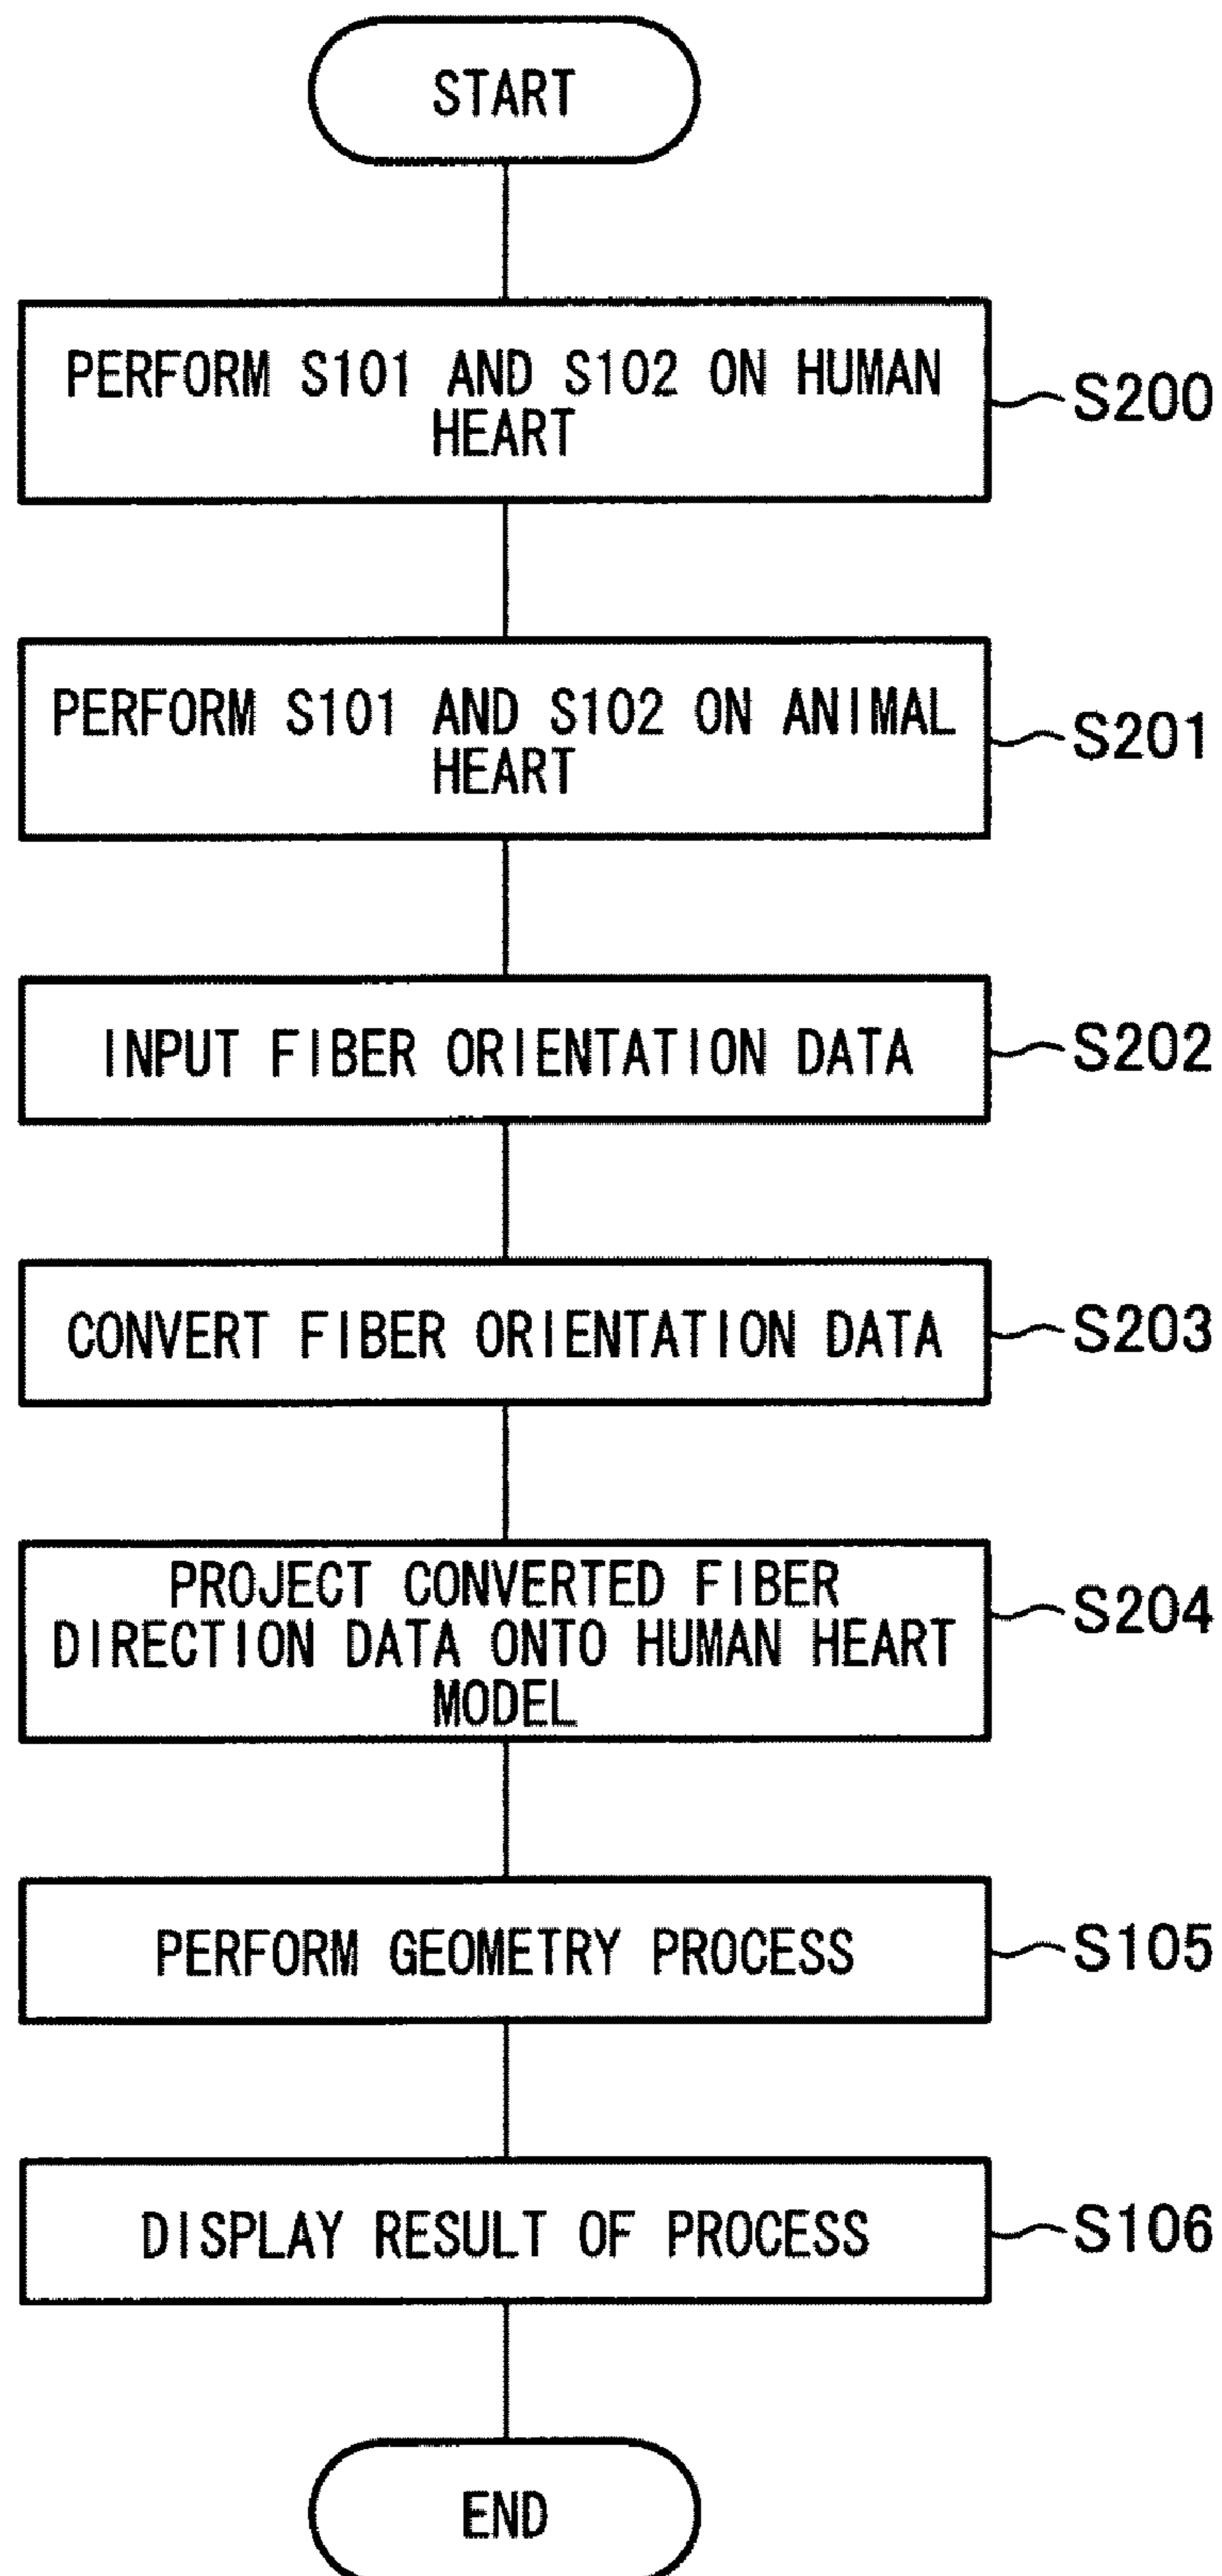 START
PERFORM S101 AND S102 ON HUMAN
HEART
S200
PERFORM S101 AND S102 ON ANIMAL
HEART
S201
INPUT FIBER ORIENTATION DATA
S202
CONVERT FIBER ORIENTATION DATA
S203
PROJECT CONVERTED FIBER
DIRECTION DATA ONTO HUMAN HEART
MODEL
S204
PERFORM GEOMETRY PROCESS
S105
DISPLAY RESULT OF PROCESS
S106
END